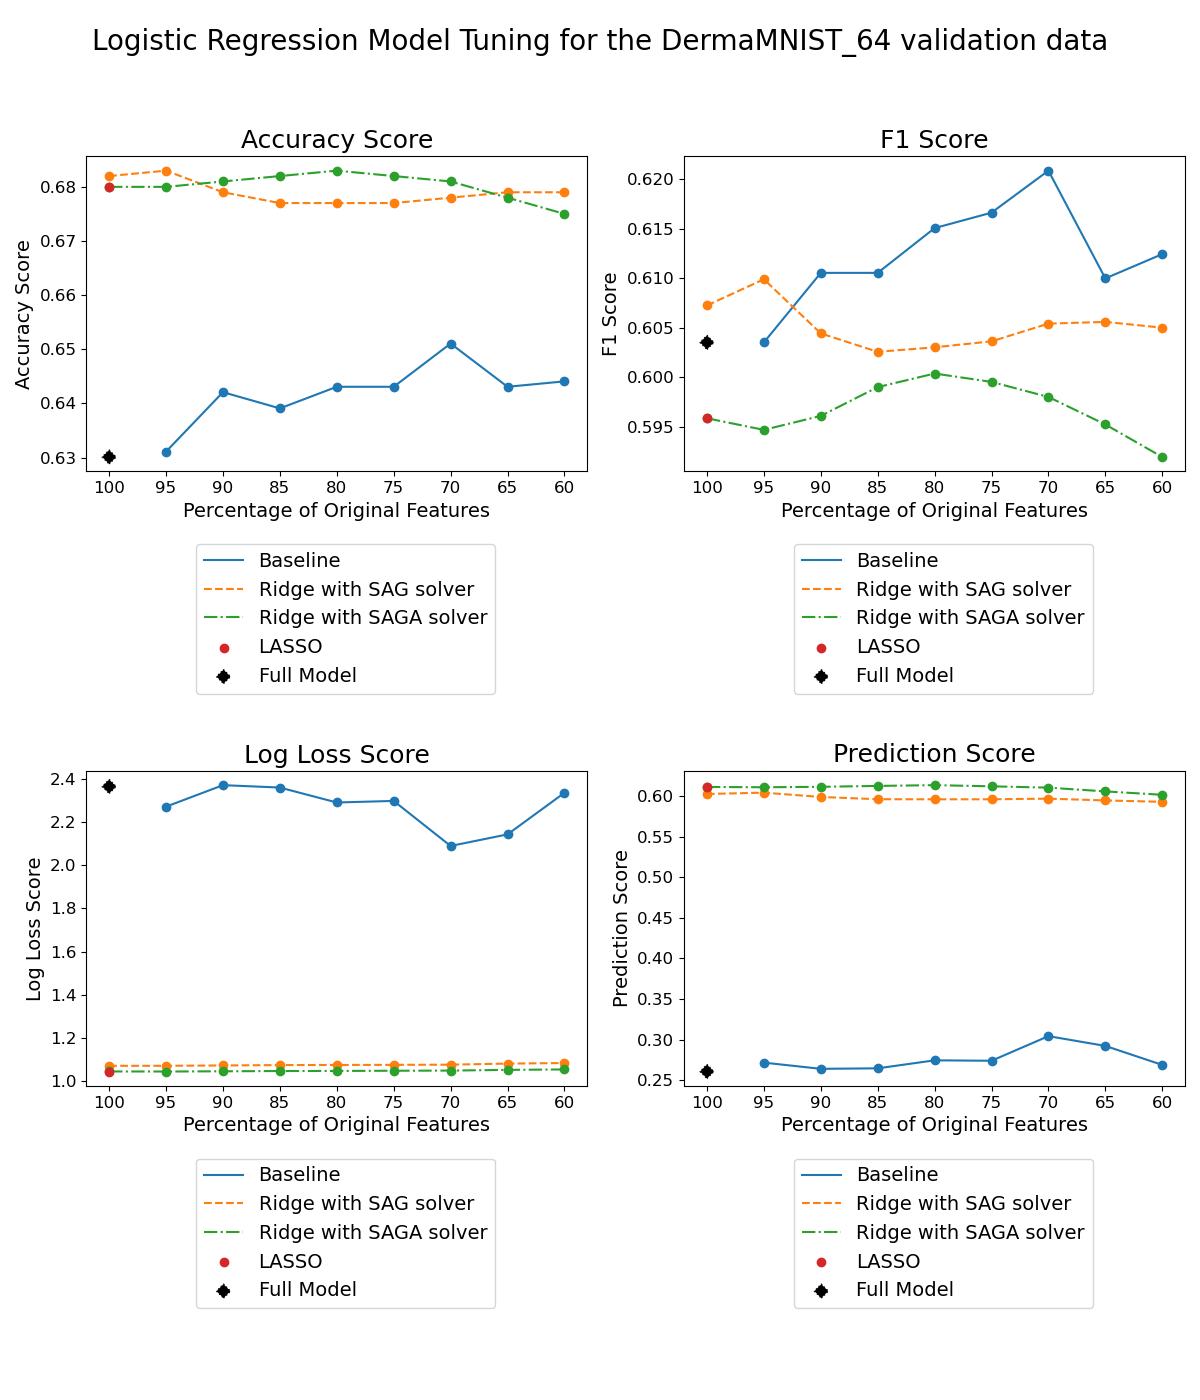 Logistic Regression Model Tuning for the DermaMNIST_64 validation data
Accuracy Score
Accuracy Score
0.68
0.67
0.66
0.65
0.64
0.63
100 95 90 85 80 75 70 65 60
Percentage of Original Features
Baseline
Ridge with SAG solver
Ridge with SAGA solver
LASSO
Full Model
F1 Score
F1 Score
0.620
0.615
0.610
0.605
0.600
0.595
100 95 90 85 80 75 70 65 60
Percentage of Original Features
Baseline
Ridge with SAG solver
Ridge with SAGA solver
LASSO
Full Model
Log Loss Score
Log Loss Score
2.4
2.2
2.0
1.8
1.6
1.4
1.2
1.0
100 95 90 85 80 75 70 65 60
Percentage of Original Features
Baseline
Ridge with SAG solver
Ridge with SAGA solver
LASSO
Full Model
Prediction Score
Prediction Score
0.60
0.55
0.50
0.45
0.40
0.35
0.30
0.25
100 95 90 85 80 75 70 65 60
Percentage of Original Features
Baseline
Ridge with SAG solver
Ridge with SAGA solver
LASSO
Full Model